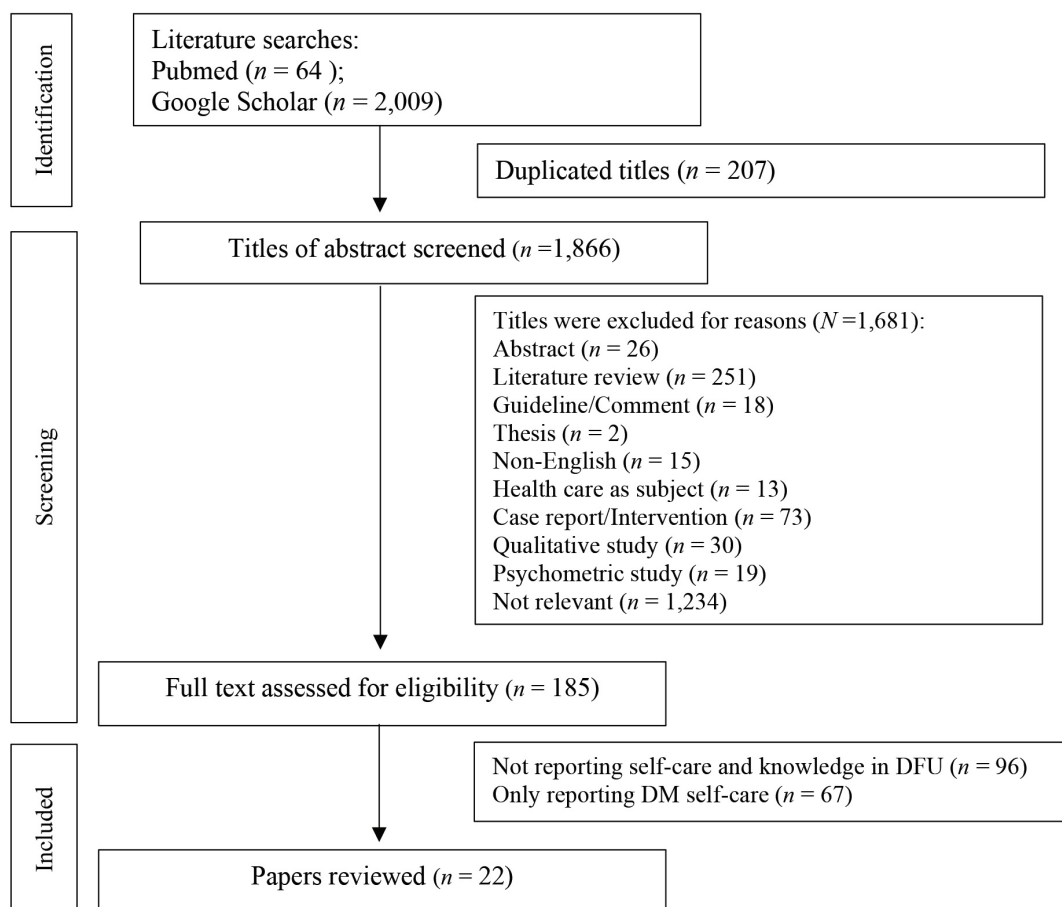 Identification
Literature searches:
Pubmed (n = 64 );
Google Scholar (n = 2,009)
Duplicated titles (n = 207)
Screening
Titles of abstract screened (n =1,866)
Titles were excluded for reasons (N =1,681):
Abstract (n = 26)
Literature review (n = 251)
Guideline/Comment (n = 18)
Thesis (n = 2)
Non-English (n = 15)
Health care as subject (n = 13)
Case report/Intervention (n = 73)
Qualitative study (n = 30)
Psychometric study (n = 19)
Not relevant (n = 1,234)
Full text assessed for eligibility (n = 185)
Included
Not reporting self-care and knowledge in DFU (n = 96)
Only reporting DM self-care (n = 67)
Papers reviewed (n = 22)